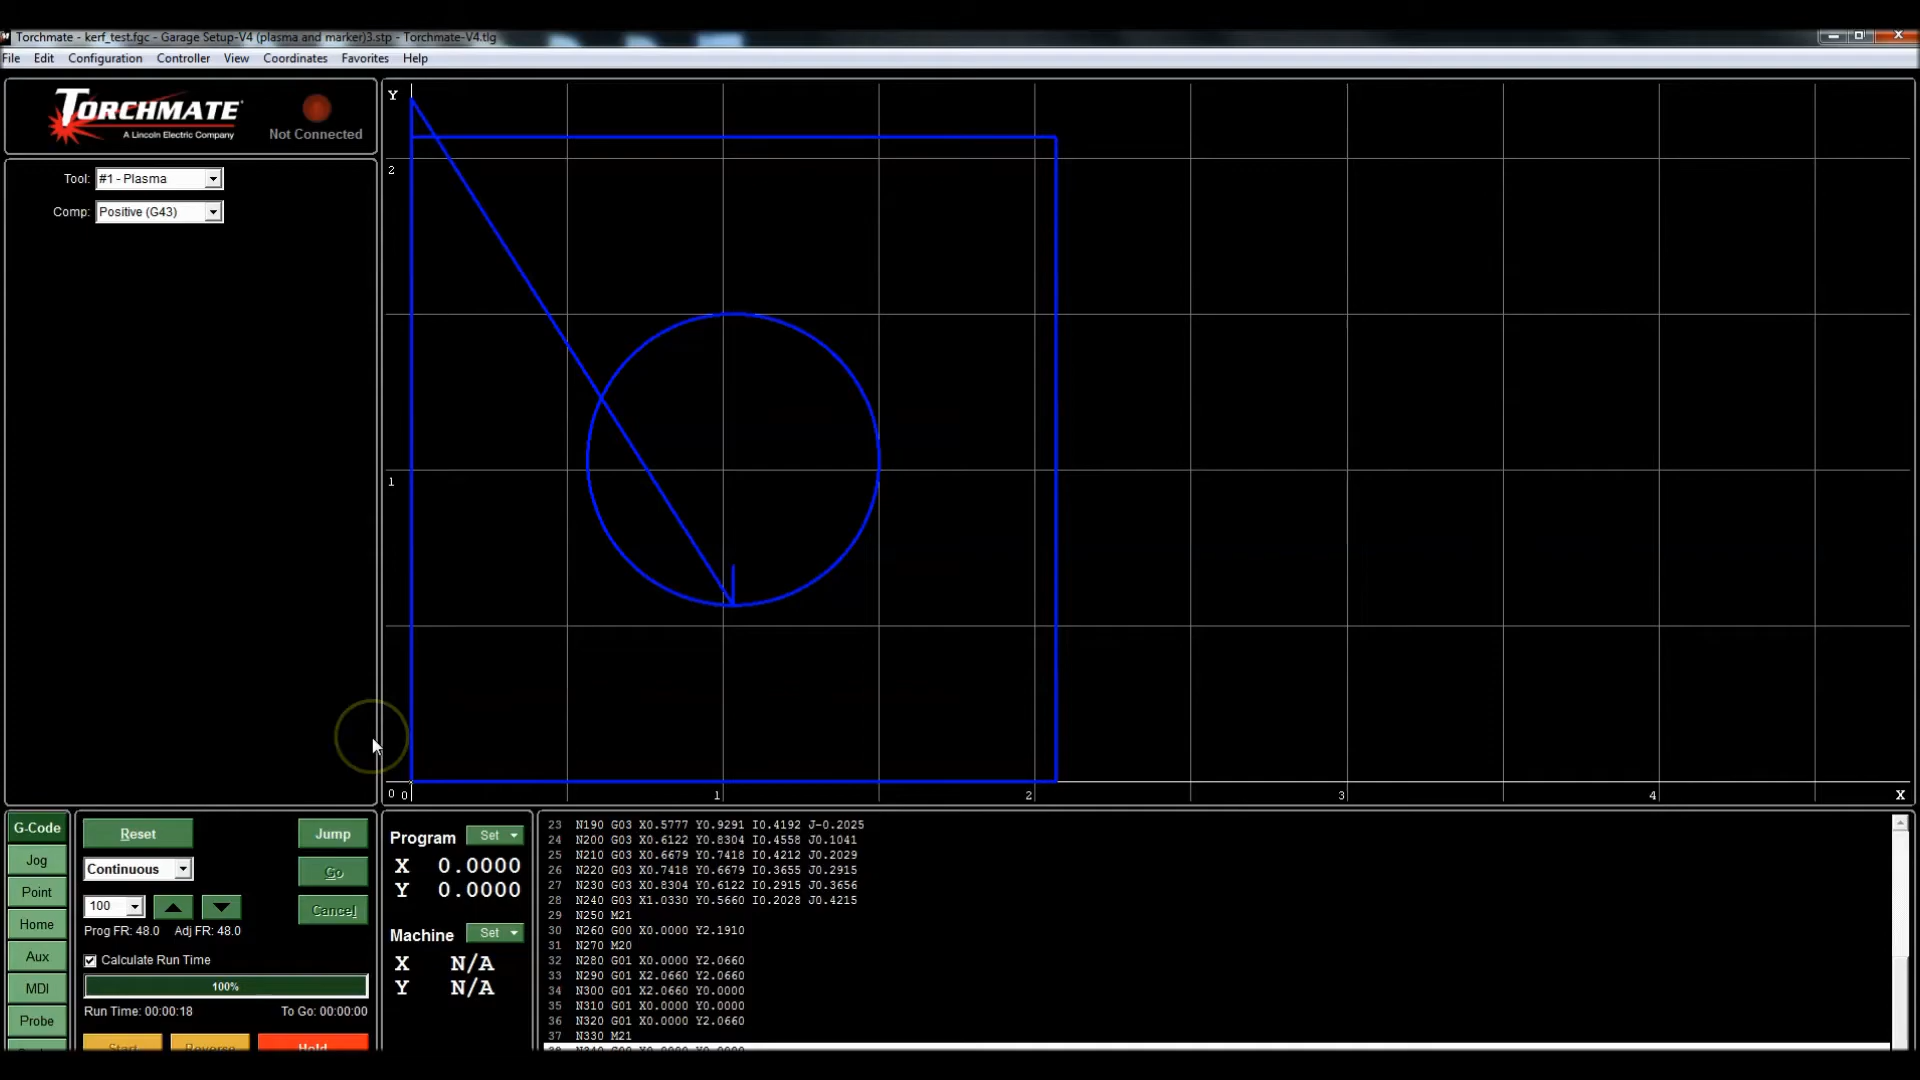 Torchmate - kerf_test.fgc - Garage Setup-V4 (plasma and marker)3.stp - Torchmate-V4.tlg
File Edit Configuration Controller View Coordinates Favorites Help
TORCHMATE
A Lincoln Electric Company
Not Connected
Tool: #1 - Plasma
Comp: Positive (G43)
Y
2
1
0
0 1 2 3 4 X
G-Code
Jog
Point
Home
Aux
MDI
Probe
Reset Jump
Continuous Go
100 Cancel
Prog FR: 48.0 Adj FR: 48.0
Calculate Run Time
100%
Run Time: 00:00:18 To Go: 00:00:00
Start Reverse Hold
Program Set
X 0.0000
Y 0.0000
Machine Set
X N/A
Y N/A
23 N190 G03 X0.5777 Y0.9291 I0.4192 J-0.2025
24 N200 G03 X0.6122 Y0.8304 I0.4558 J0.1041
25 N210 G03 X0.6679 Y0.7418 I0.4212 J0.2029
26 N220 G03 X0.7418 Y0.6679 I0.3655 J0.2915
27 N230 G03 X0.8304 Y0.6122 I0.2915 J0.3656
28 N240 G03 X1.0330 Y0.5660 I0.2028 J0.4215
29 N250 M21
30 N260 G00 X0.0000 Y2.1910
31 N270 M20
32 N280 G01 X0.0000 Y2.0660
33 N290 G01 X2.0660 Y2.0660
34 N300 G01 X2.0660 Y0.0000
35 N310 G01 X0.0000 Y0.0000
36 N320 G01 X0.0000 Y2.0660
37 N330 M21
38 N340 G00 X0.0000 Y0.0000